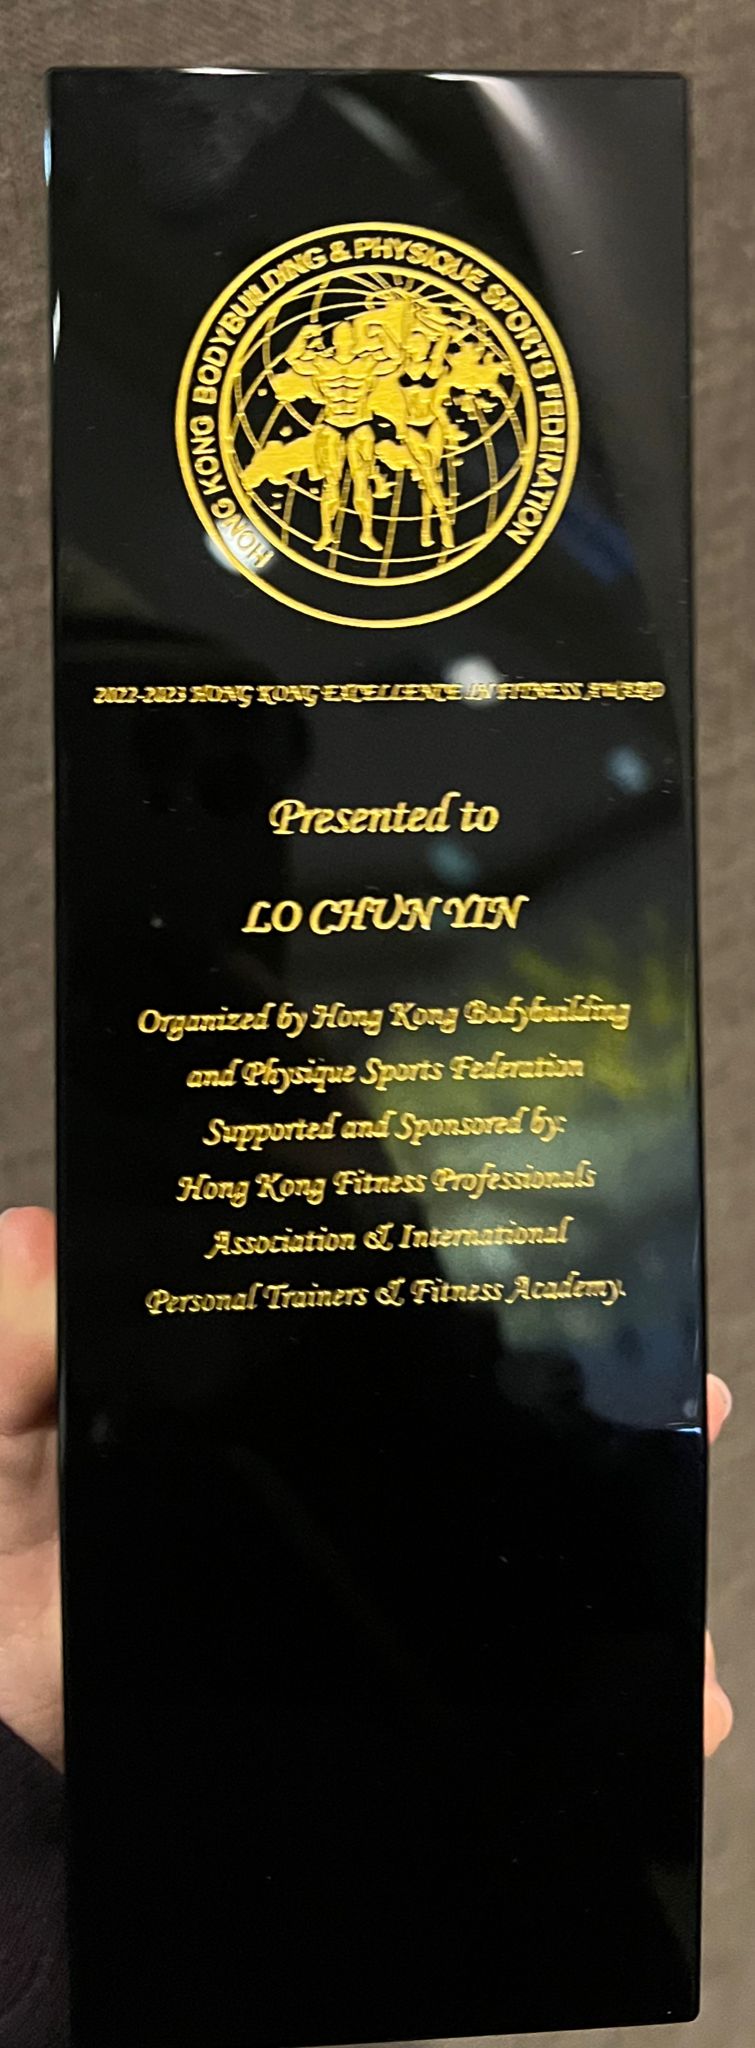 HONG KONG BODYBUILDING & PHYSIQUE SPORTS FEDERATION
2022-2023 HONG KONG EXCELLENCE IN FITNESS AWARD
Presented to
LO CHUN YIN
Organized by Hong Kong Bodybuilding
and Physique Sports Federation
Supported and Sponsored by:
Hong Kong Fitness Professionals
Association & International
Personal Trainers & Fitness Academy.